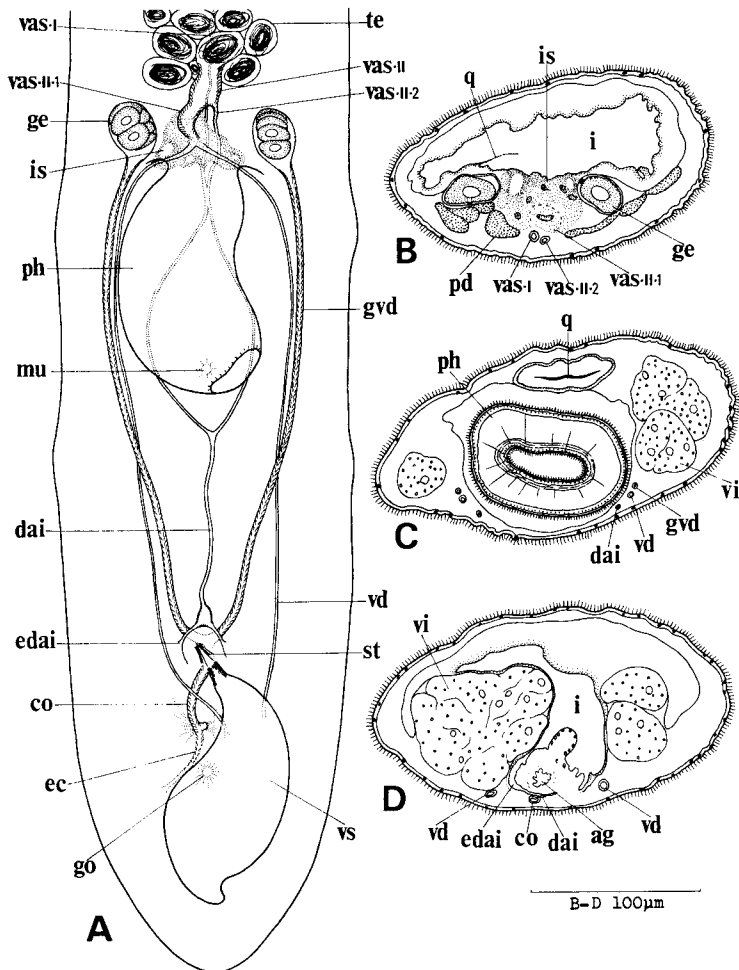 vas·I
te
vas·II
vas·II·1
vas·II·2
ge
is
ph
gvd
mu
dai
vd
edai
st
co
ec
vs
go
A
is
q
i
B
pd
vas·I
vas·II·2
vas·II·1
ge
q
ph
vi
gvd
vd
dai
C
vi
i
D
vd
edai
co
dai
ag
vd
B-D 100µm